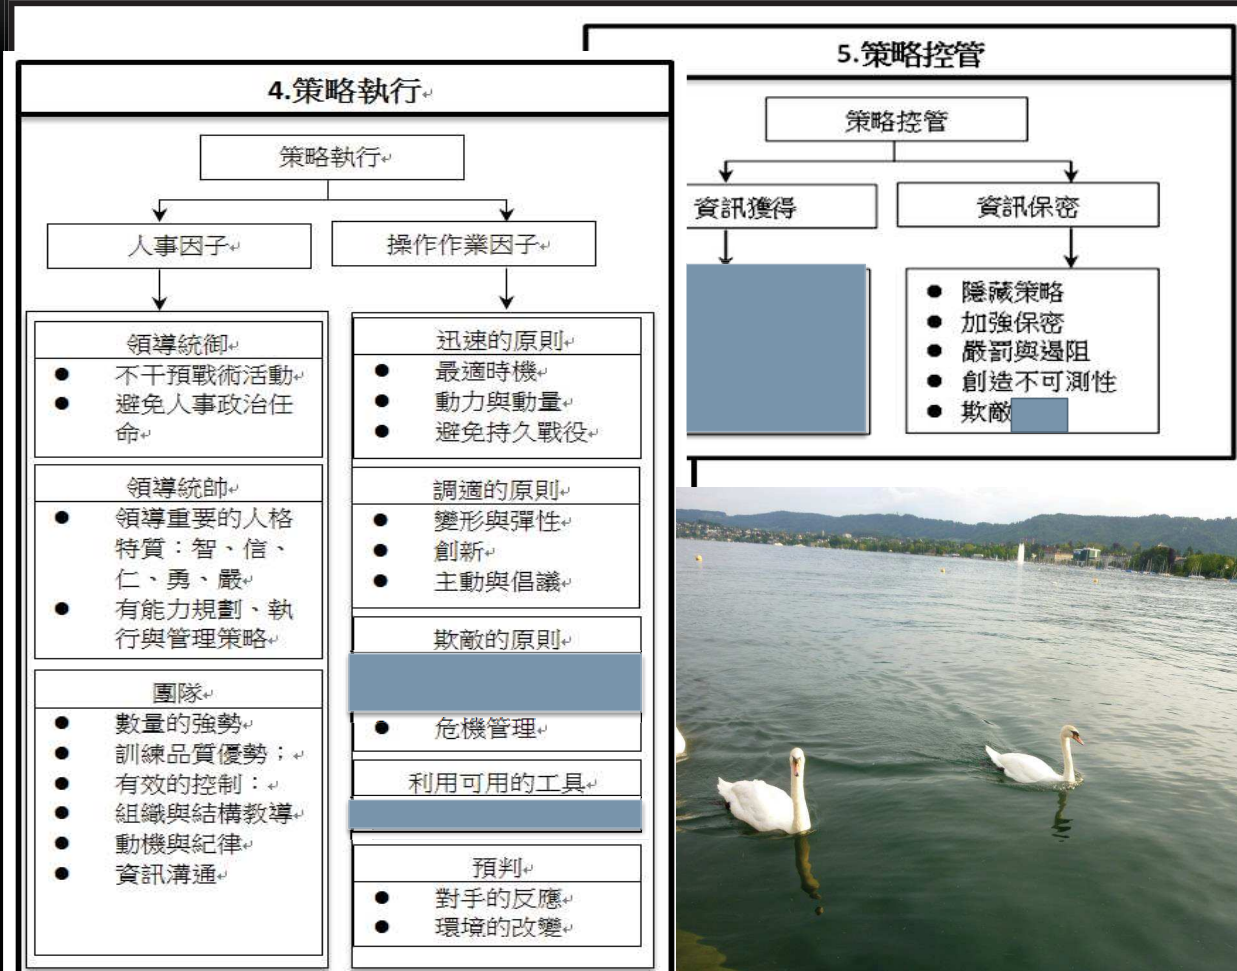 4.策略執行
策略執行
人事因子
操作作業因子
領導統御
● 不干預戰術活動
● 避免人事政治任
命
領導統帥
● 領導重要的人格
特質：智、信、
仁、勇、嚴
● 有能力規劃、執
行與管理策略
團隊
● 數量的強勢
● 訓練品質優勢；
● 有效的控制：
● 組織與結構教導
● 動機與紀律
● 資訊溝通
迅速的原則
● 最適時機
● 動力與動量
● 避免持久戰役
調適的原則
● 變形與彈性
● 創新
● 主動與倡議
欺敵的原則
● 危機管理
利用可用的工具
預判
● 對手的反應
● 環境的改變
5.策略控管
策略控管
資訊獲得
資訊保密
● 隱藏策略
● 加強保密
● 嚴罰與遏阻
● 創造不可測性
● 欺敵